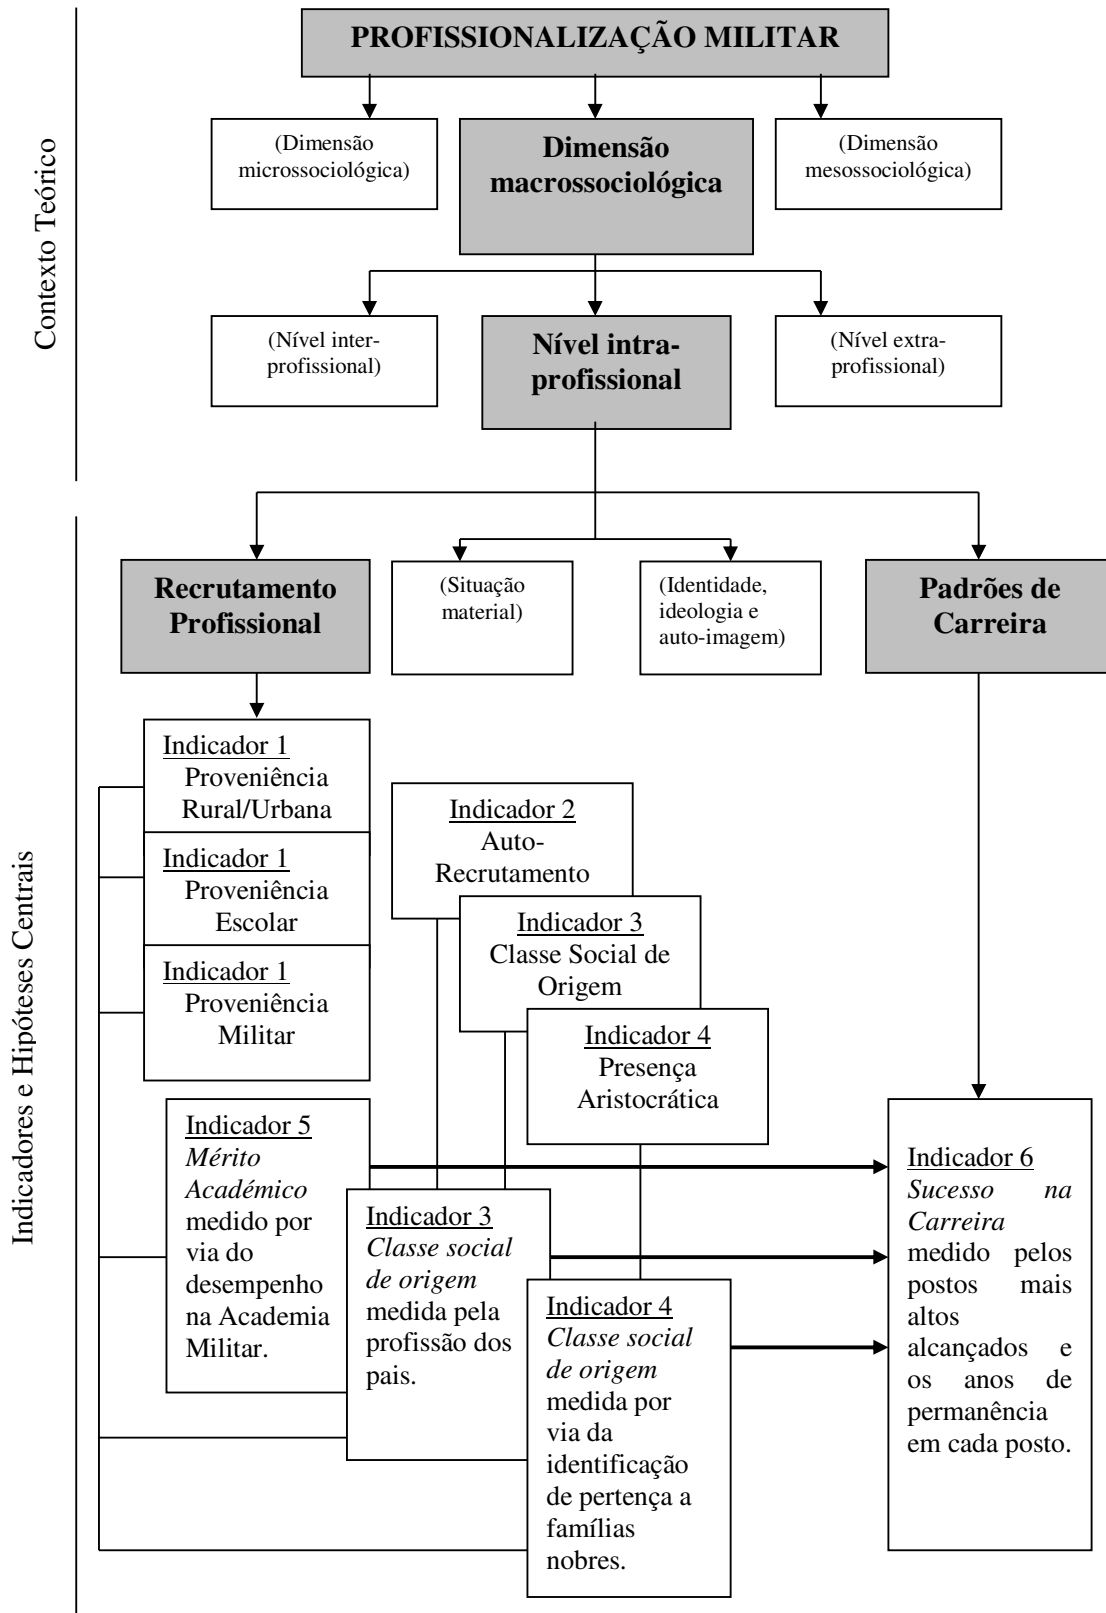 PROFISSIONALIZAÇÃO MILITAR
Contexto Teórico
(Dimensão
microssociológica)
Dimensão
macrossociológica
(Dimensão
mesossociológica)
(Nível inter-
profissional)
Nível intra-
profissional
(Nível extra-
profissional)
Indicadores e Hipóteses Centrais
Recrutamento
Profissional
(Situação
material)
(Identidade,
ideologia e
auto-imagem)
Padrões de
Carreira
Indicador 1
Proveniência
Rural/Urbana
Indicador 1
Proveniência
Escolar
Indicador 1
Proveniência
Militar
Indicador 2
Auto-
Recrutamento
Indicador 3
Classe Social de
Origem
Indicador 4
Presença
Aristocrática
Indicador 5
Mérito
Académico
medido por
via do
desempenho
na Academia
Militar.
Indicador 3
Classe social
de origem
medida pela
profissão dos
pais.
Indicador 4
Classe social
de origem
medida por
via da
identificação
de pertença a
famílias
nobres.
Indicador 6
Sucesso na
Carreira
medido pelos
postos mais
altos
alcançados e
os anos de
permanência
em cada posto.